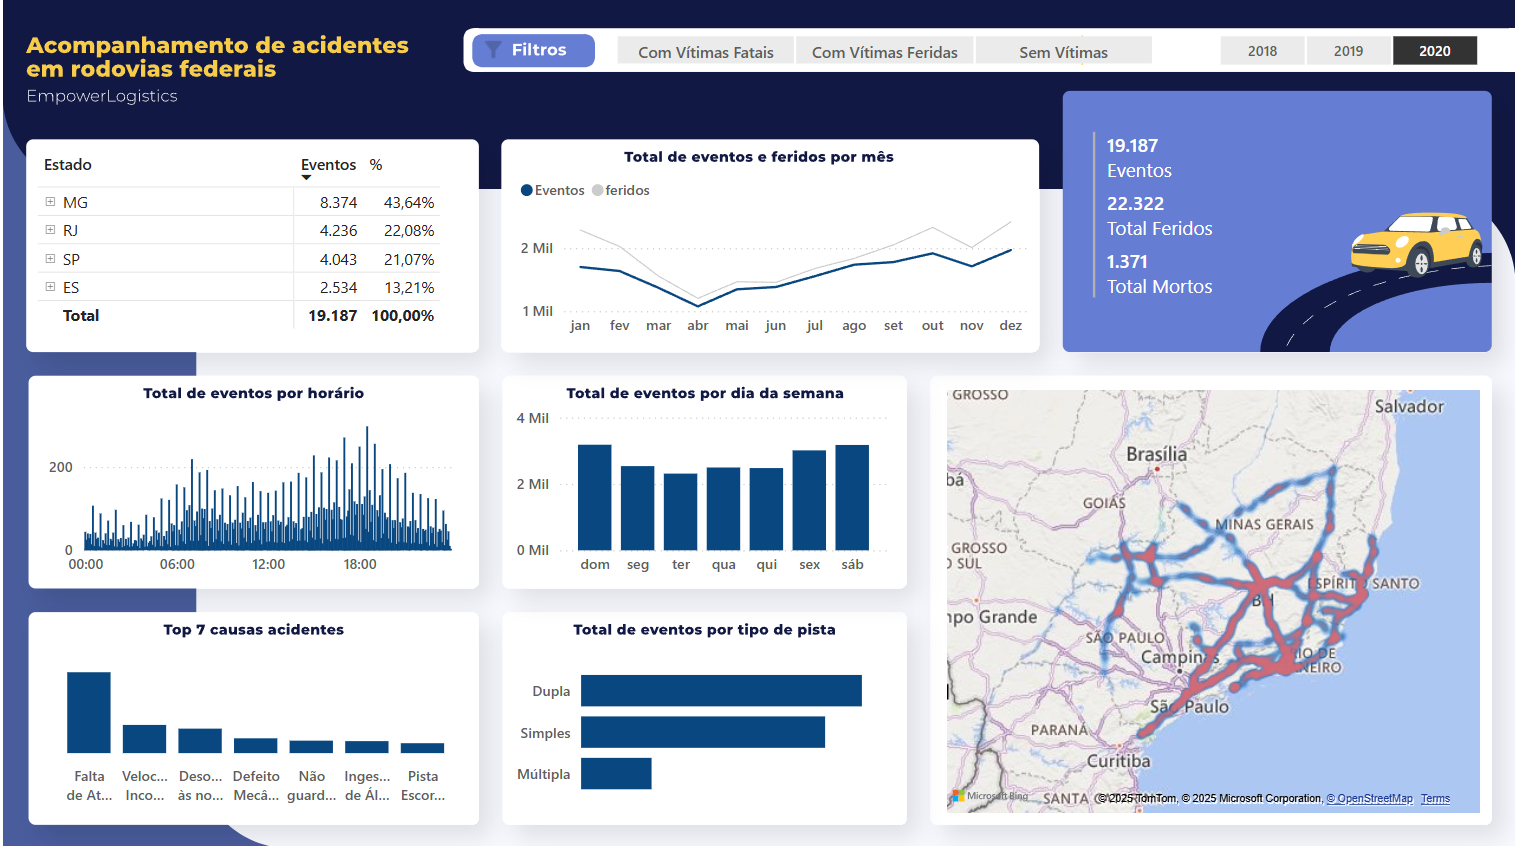 Acompanhamento de acidentes
em rodovias federais
EmpowerLogistics
Filtros
Com Vítimas Fatais
Com Vítimas Feridas
Sem Vítimas
2018
2019
2020
Estado Eventos %
MG 8.374 43,64%
RJ 4.236 22,08%
SP 4.043 21,07%
ES 2.534 13,21%
Total 19.187 100,00%
Total de eventos e feridos por mês
Eventos feridos
2 Mil
1 Mil
jan fev mar abr mai jun jul ago set out nov dez
19.187
Eventos
22.322
Total Feridos
1.371
Total Mortos
Total de eventos por horário
200
0
00:00 06:00 12:00 18:00
Total de eventos por dia da semana
4 Mil
2 Mil
0 Mil
dom seg ter qua qui sex sáb
Top 7 causas acidentes
Falta Veloc... Deso... Defeito Não Inges... Pista
de At... Inco... às no... Mecâ... guard... de Ál... Escor...
Total de eventos por tipo de pista
Dupla
Simples
Múltipla
GROSSO
Salvador
Brasília
bá
GOIÁS
MINAS GERAIS
GROSSO
O SUL
ESPÍRITO SANTO
BH
npo Grande
SÃO PAULO
RIO DE
NEIRO
Campinas
São Paulo
PARANÁ
Curitiba
SANTA
Microsoft Bing
© 2025 TomTom, © 2025 Microsoft Corporation, © OpenStreetMap Terms